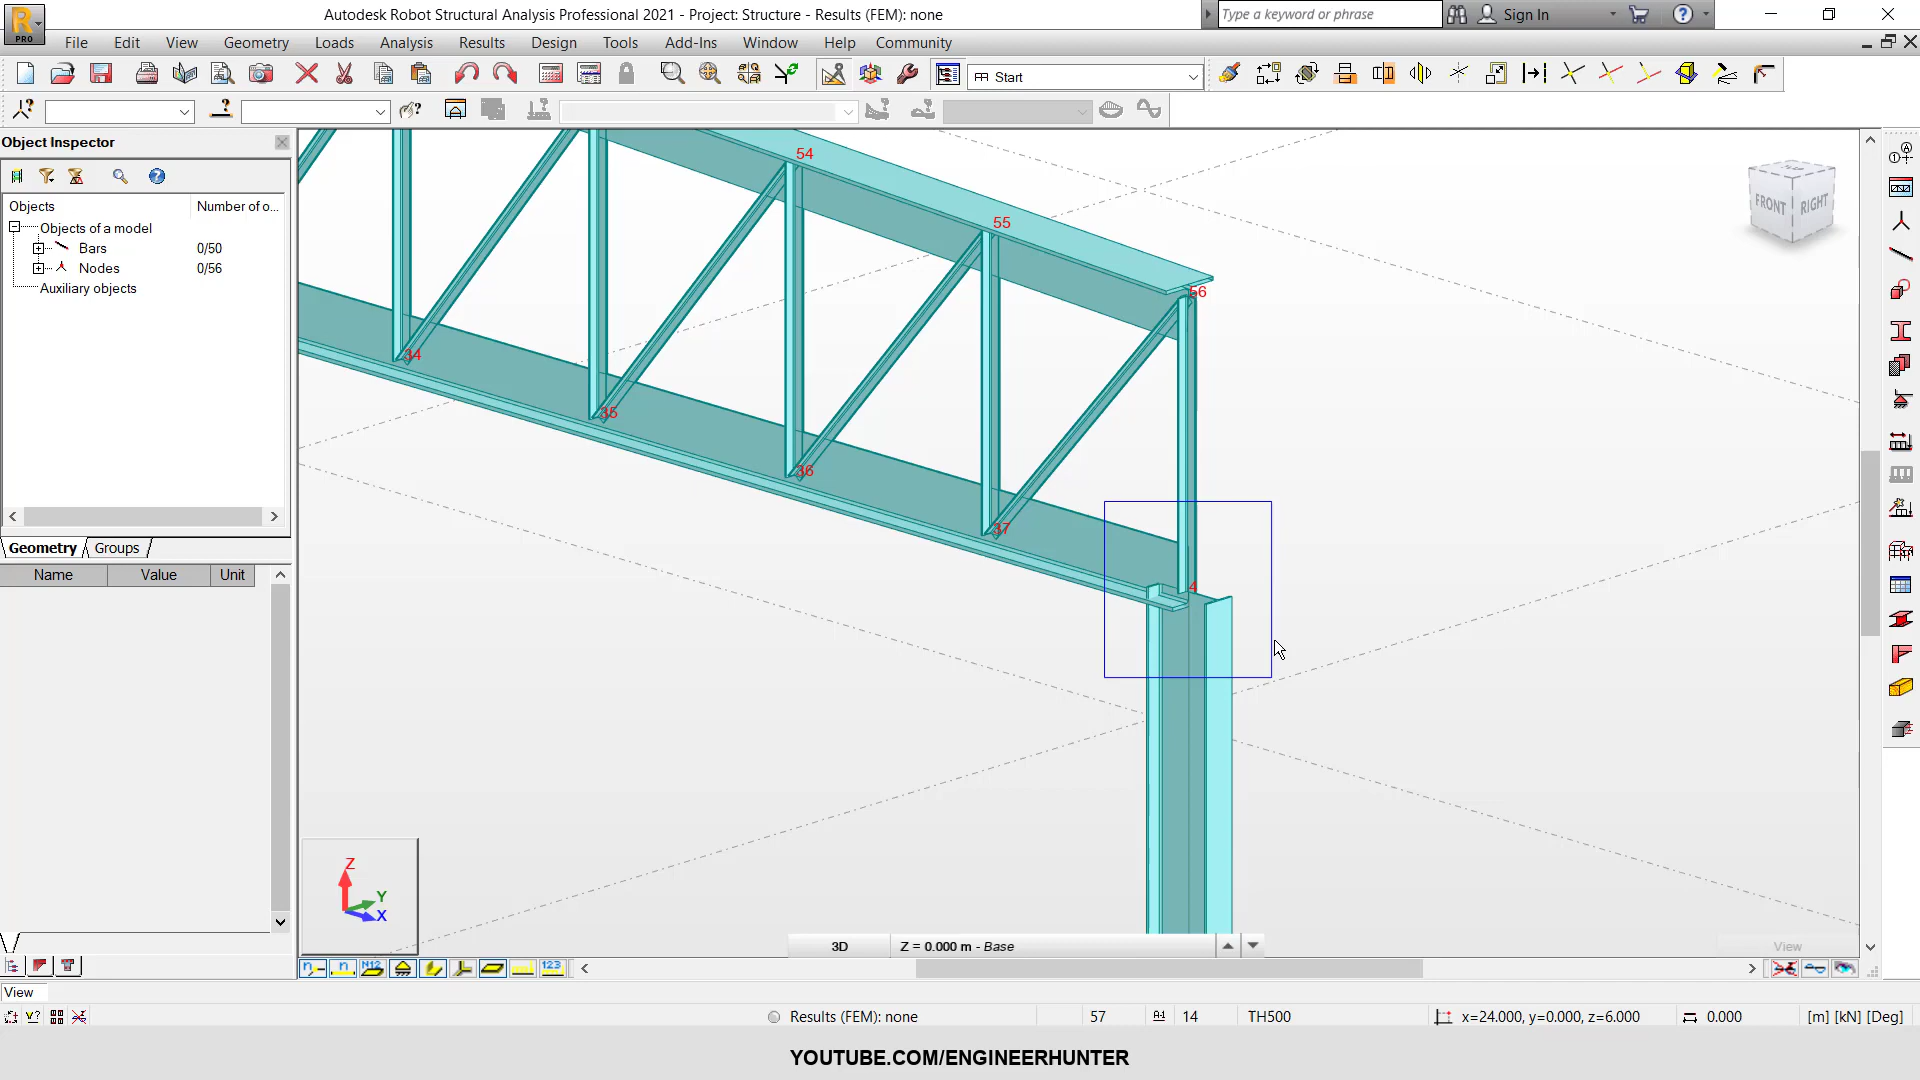 R PRO
Autodesk Robot Structural Analysis Professional 2021 - Project: Structure - Results (FEM): none
Type a keyword or phrase
Sign In
File Edit View Geometry Loads Analysis Results Design Tools Add-Ins Window Help Community
Start
Object Inspector
Objects Number of o...
Objects of a model
Bars 0/50
Nodes 0/56
Auxiliary objects
Geometry Groups
Name Value Unit
54
55
56
34
35
36
37
4
FRONT RIGHT
Z
Y
X
3D Z = 0.000 m - Base
View
View
Results (FEM): none 57 14 TH500 x=24.000, y=0.000, z=6.000 0.000 [m] [kN] [Deg]
YOUTUBE.COM/ENGINEERHUNTER